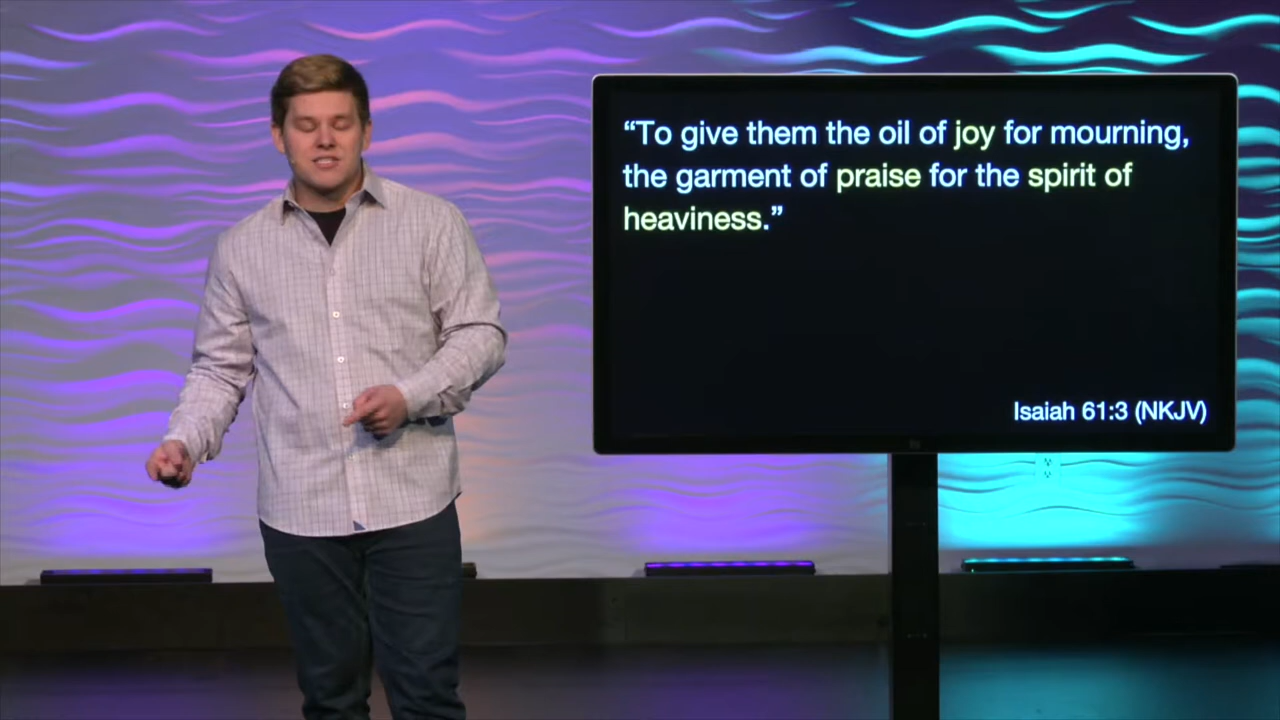 “To give them the oil of joy for mourning,
the garment of praise for the spirit of
heaviness.”
Isaiah 61:3 (NKJV)